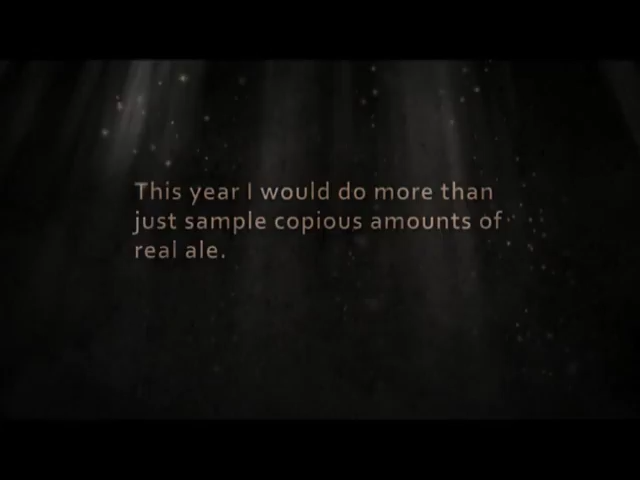 This year I would do more than
just sample copious amounts of
real ale.